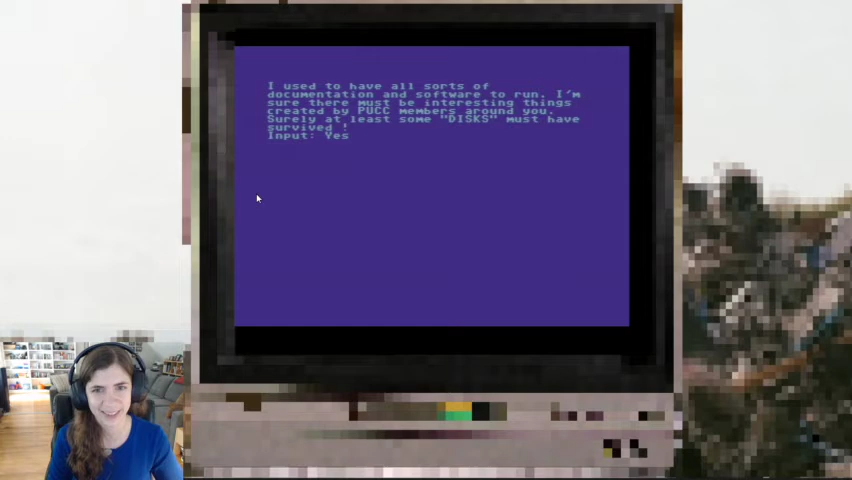 I used to have all sorts of
documentation and software to run. I'm
sure there must be interesting things
created by PUCC members around you.
Surely at least some "DISKS" must have
survived !
Input: Yes